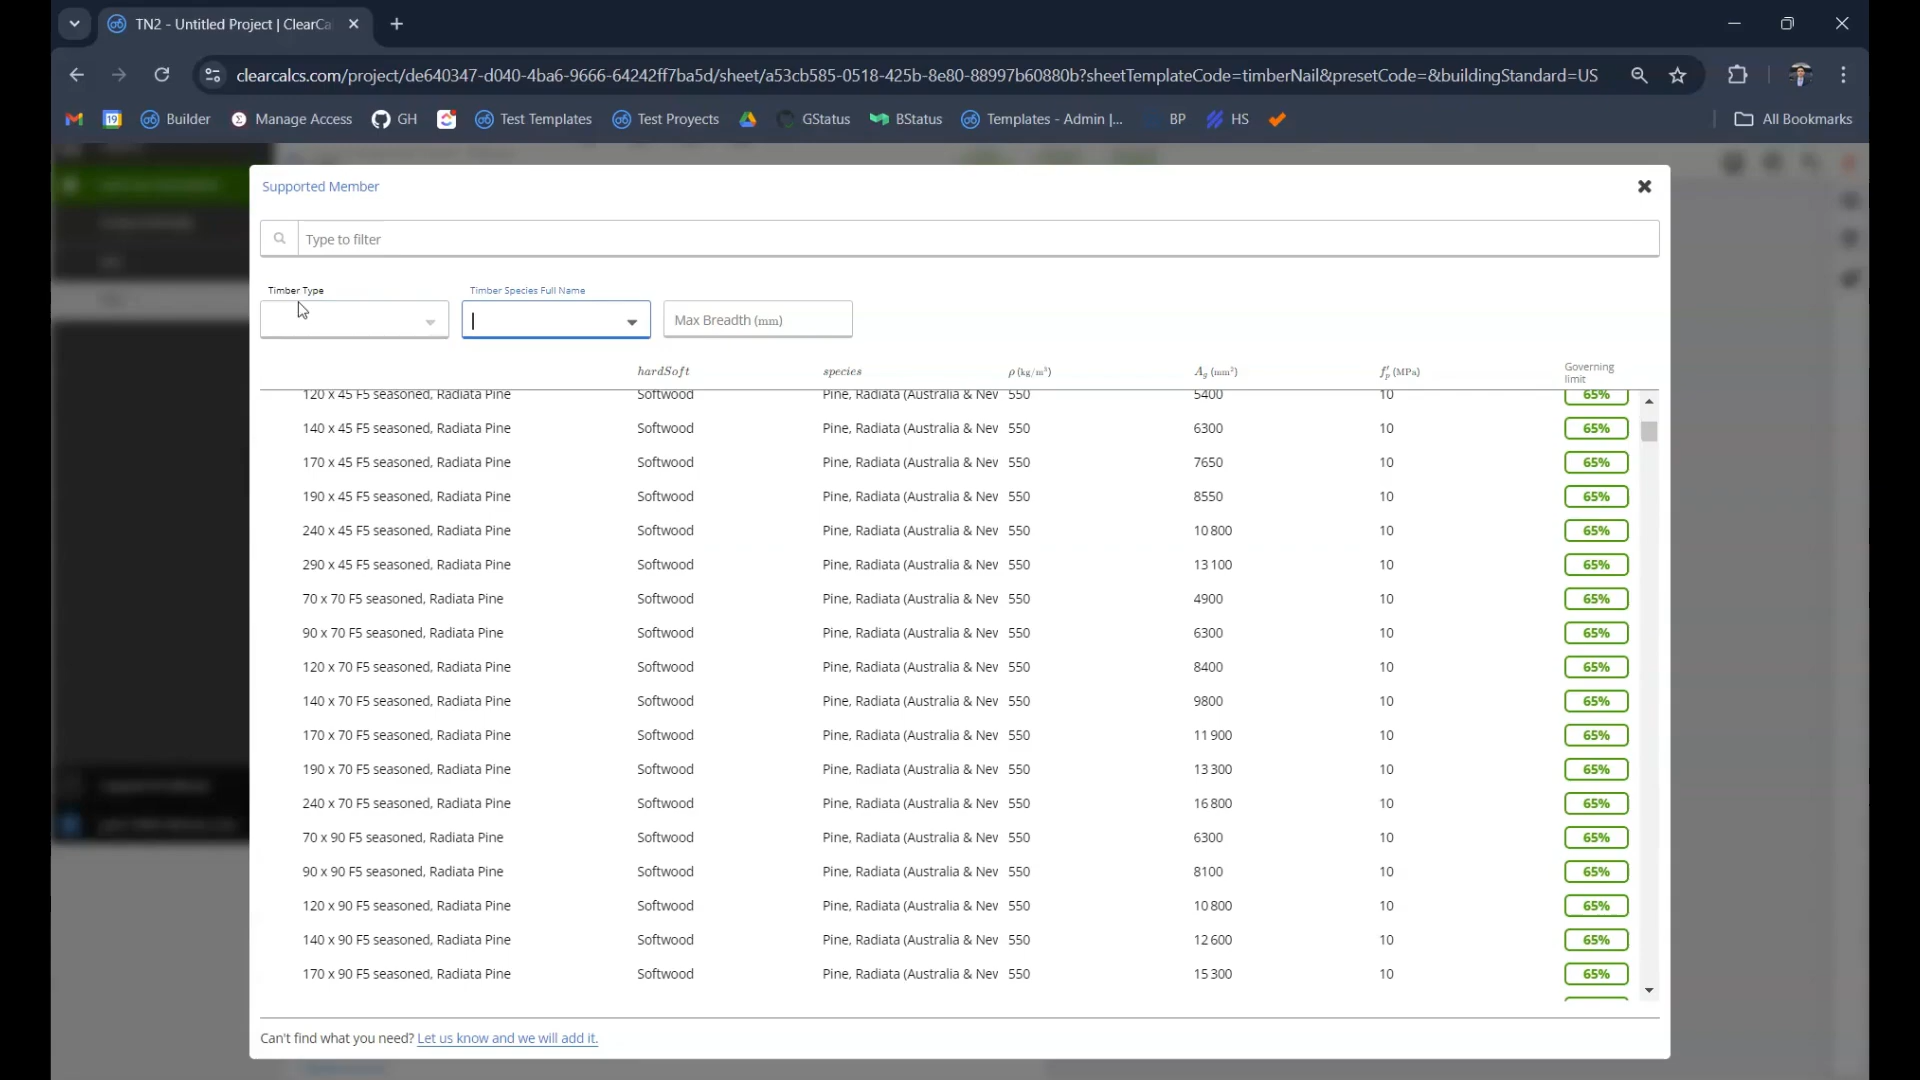 TN2 - Untitled Project | ClearCa
clearcalcs.com/project/de640347-d040-4ba6-9666-64242ff7ba5d/sheet/a53cb585-0518-425b-8e80-88997b60880b?sheetTemplateCode=timberNail&presetCode=&buildingStandard=US
19 Builder Manage Access GH Test Templates Test Proyects GStatus BStatus Templates - Admin |... BP HS All Bookmarks
Supported Member
Type to filter
Timber Type Timber Species Full Name
Max Breadth (mm)
hardSoft species ρ (kg/m³) A_g (mm²) f'_p (MPa) Governing limit
120 x 45 F5 seasoned, Radiata Pine Softwood Pine, Radiata (Australia & Nev 550 5400 10 65%
140 x 45 F5 seasoned, Radiata Pine Softwood Pine, Radiata (Australia & Nev 550 6300 10 65%
170 x 45 F5 seasoned, Radiata Pine Softwood Pine, Radiata (Australia & Nev 550 7650 10 65%
190 x 45 F5 seasoned, Radiata Pine Softwood Pine, Radiata (Australia & Nev 550 8550 10 65%
240 x 45 F5 seasoned, Radiata Pine Softwood Pine, Radiata (Australia & Nev 550 10 800 10 65%
290 x 45 F5 seasoned, Radiata Pine Softwood Pine, Radiata (Australia & Nev 550 13 100 10 65%
70 x 70 F5 seasoned, Radiata Pine Softwood Pine, Radiata (Australia & Nev 550 4900 10 65%
90 x 70 F5 seasoned, Radiata Pine Softwood Pine, Radiata (Australia & Nev 550 6300 10 65%
120 x 70 F5 seasoned, Radiata Pine Softwood Pine, Radiata (Australia & Nev 550 8400 10 65%
140 x 70 F5 seasoned, Radiata Pine Softwood Pine, Radiata (Australia & Nev 550 9800 10 65%
170 x 70 F5 seasoned, Radiata Pine Softwood Pine, Radiata (Australia & Nev 550 11 900 10 65%
190 x 70 F5 seasoned, Radiata Pine Softwood Pine, Radiata (Australia & Nev 550 13 300 10 65%
240 x 70 F5 seasoned, Radiata Pine Softwood Pine, Radiata (Australia & Nev 550 16 800 10 65%
70 x 90 F5 seasoned, Radiata Pine Softwood Pine, Radiata (Australia & Nev 550 6300 10 65%
90 x 90 F5 seasoned, Radiata Pine Softwood Pine, Radiata (Australia & Nev 550 8100 10 65%
120 x 90 F5 seasoned, Radiata Pine Softwood Pine, Radiata (Australia & Nev 550 10 800 10 65%
140 x 90 F5 seasoned, Radiata Pine Softwood Pine, Radiata (Australia & Nev 550 12 600 10 65%
170 x 90 F5 seasoned, Radiata Pine Softwood Pine, Radiata (Australia & Nev 550 15 300 10 65%
Can't find what you need? Let us know and we will add it.